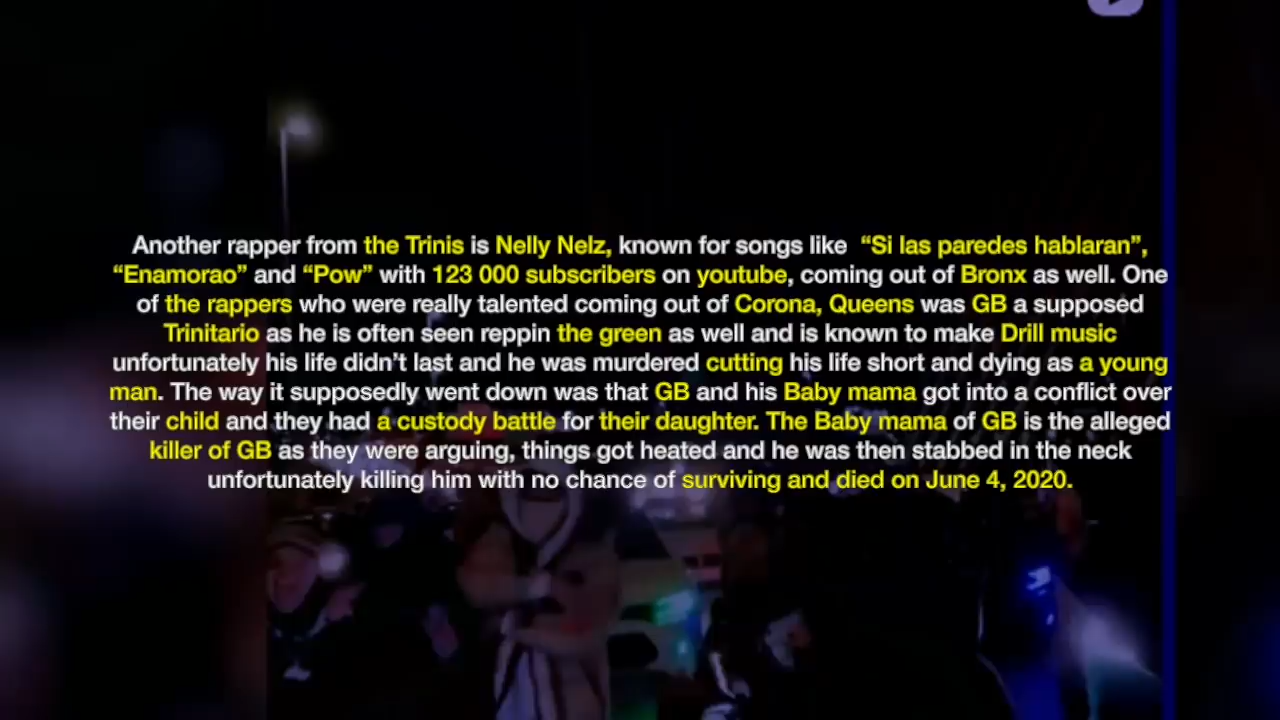 Another rapper from the Trinis is Nelly Nelz, known for songs like “Si las paredes hablaran”,
“Enamorao” and “Pow” with 123 000 subscribers on youtube, coming out of Bronx as well. One
of the rappers who were really talented coming out of Corona, Queens was GB a supposed
Trinitario as he is often seen reppin the green as well and is known to make Drill music
unfortunately his life didn’t last and he was murdered cutting his life short and dying as a young
man. The way it supposedly went down was that GB and his Baby mama got into a conflict over
their child and they had a custody battle for their daughter. The Baby mama of GB is the alleged
killer of GB as they were arguing, things got heated and he was then stabbed in the neck
unfortunately killing him with no chance of surviving and died on June 4, 2020.